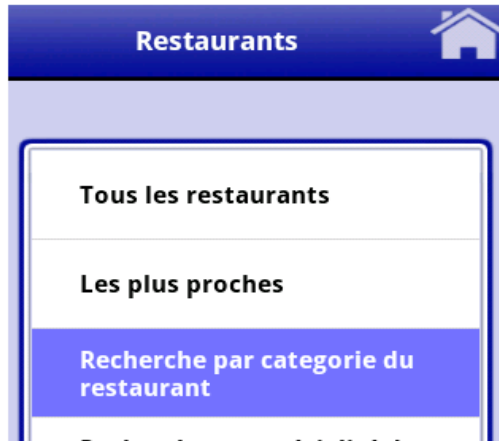 Restaurants
Tous les restaurants
Les plus proches
Recherche par categorie du
restaurant